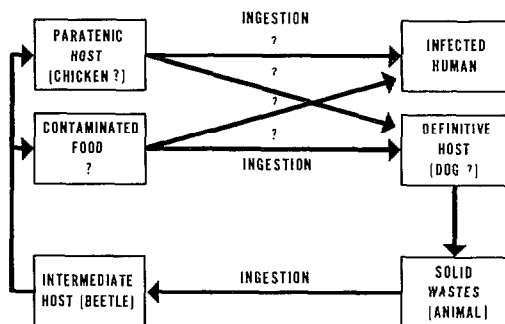 INGESTION
PARATENIC
HOST
(CHICKEN ?)
?
INFECTED
HUMAN
?
?
CONTAMINATED
FOOD
?
?
INGESTION
DEFINITIVE
HOST
(DOG ?)
INTERMEDIATE
HOST (BEETLE)
INGESTION
SOLID
WASTES
(ANIMAL)